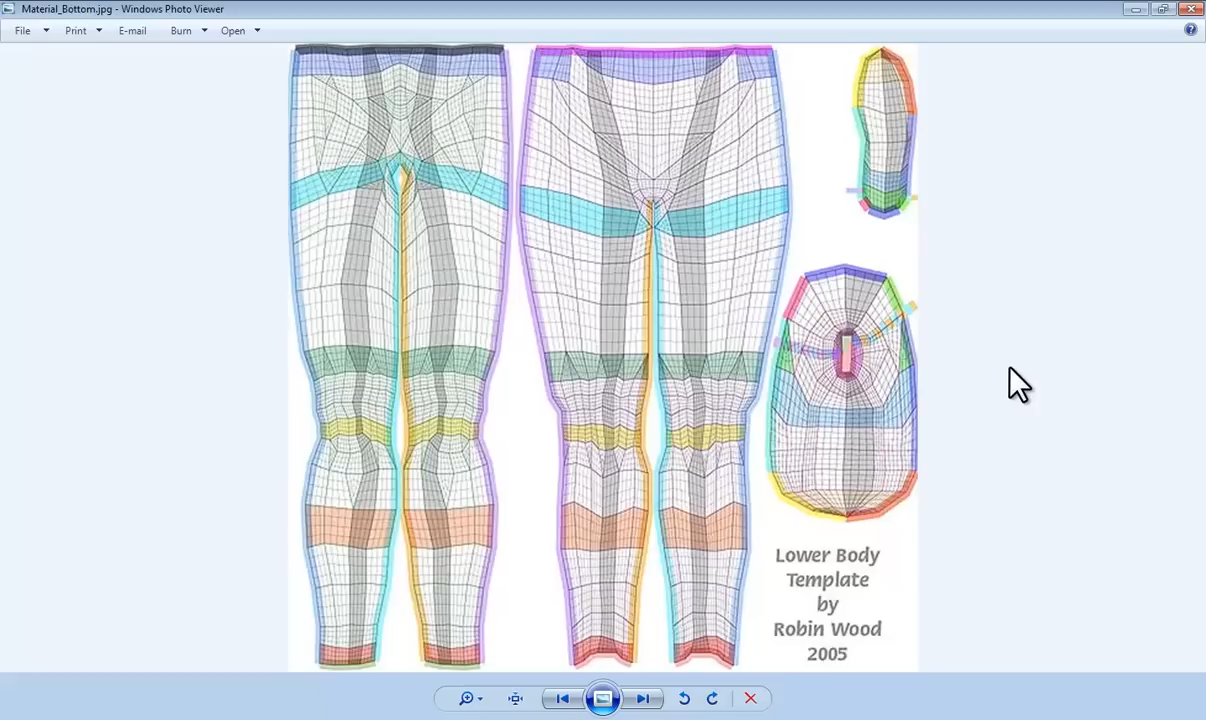 Material_Bottom.jpg - Windows Photo Viewer
File Print E-mail Burn Open
Lower Body
Template
by
Robin Wood
2005